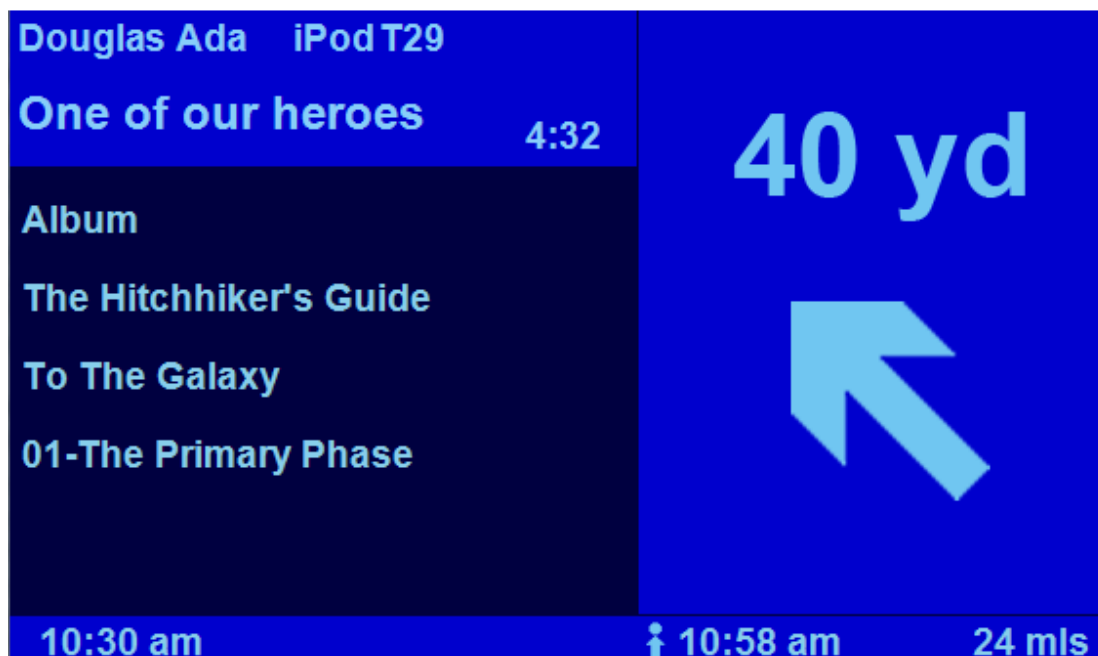 Douglas Ada iPod T29
One of our heroes 4:32
Album
The Hitchhiker's Guide
To The Galaxy
01-The Primary Phase
40 yd
10:30 am 10:58 am 24 mls